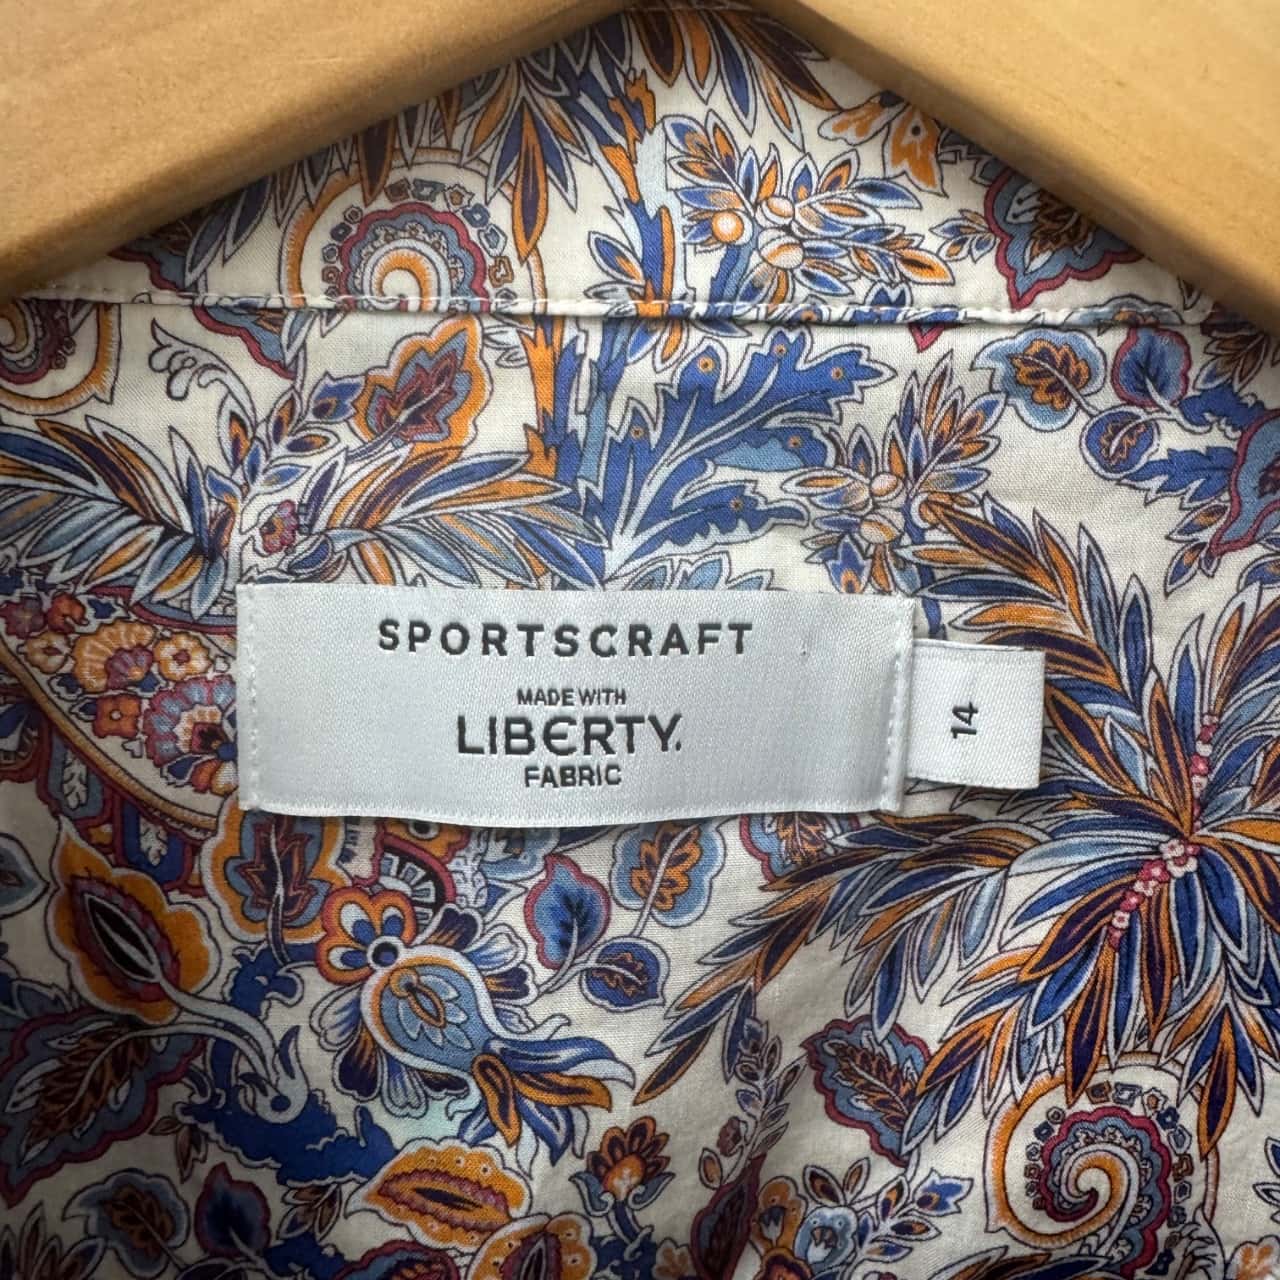 SPORTSCRAFT
MADE WITH
LIBERTY.
FABRIC
14